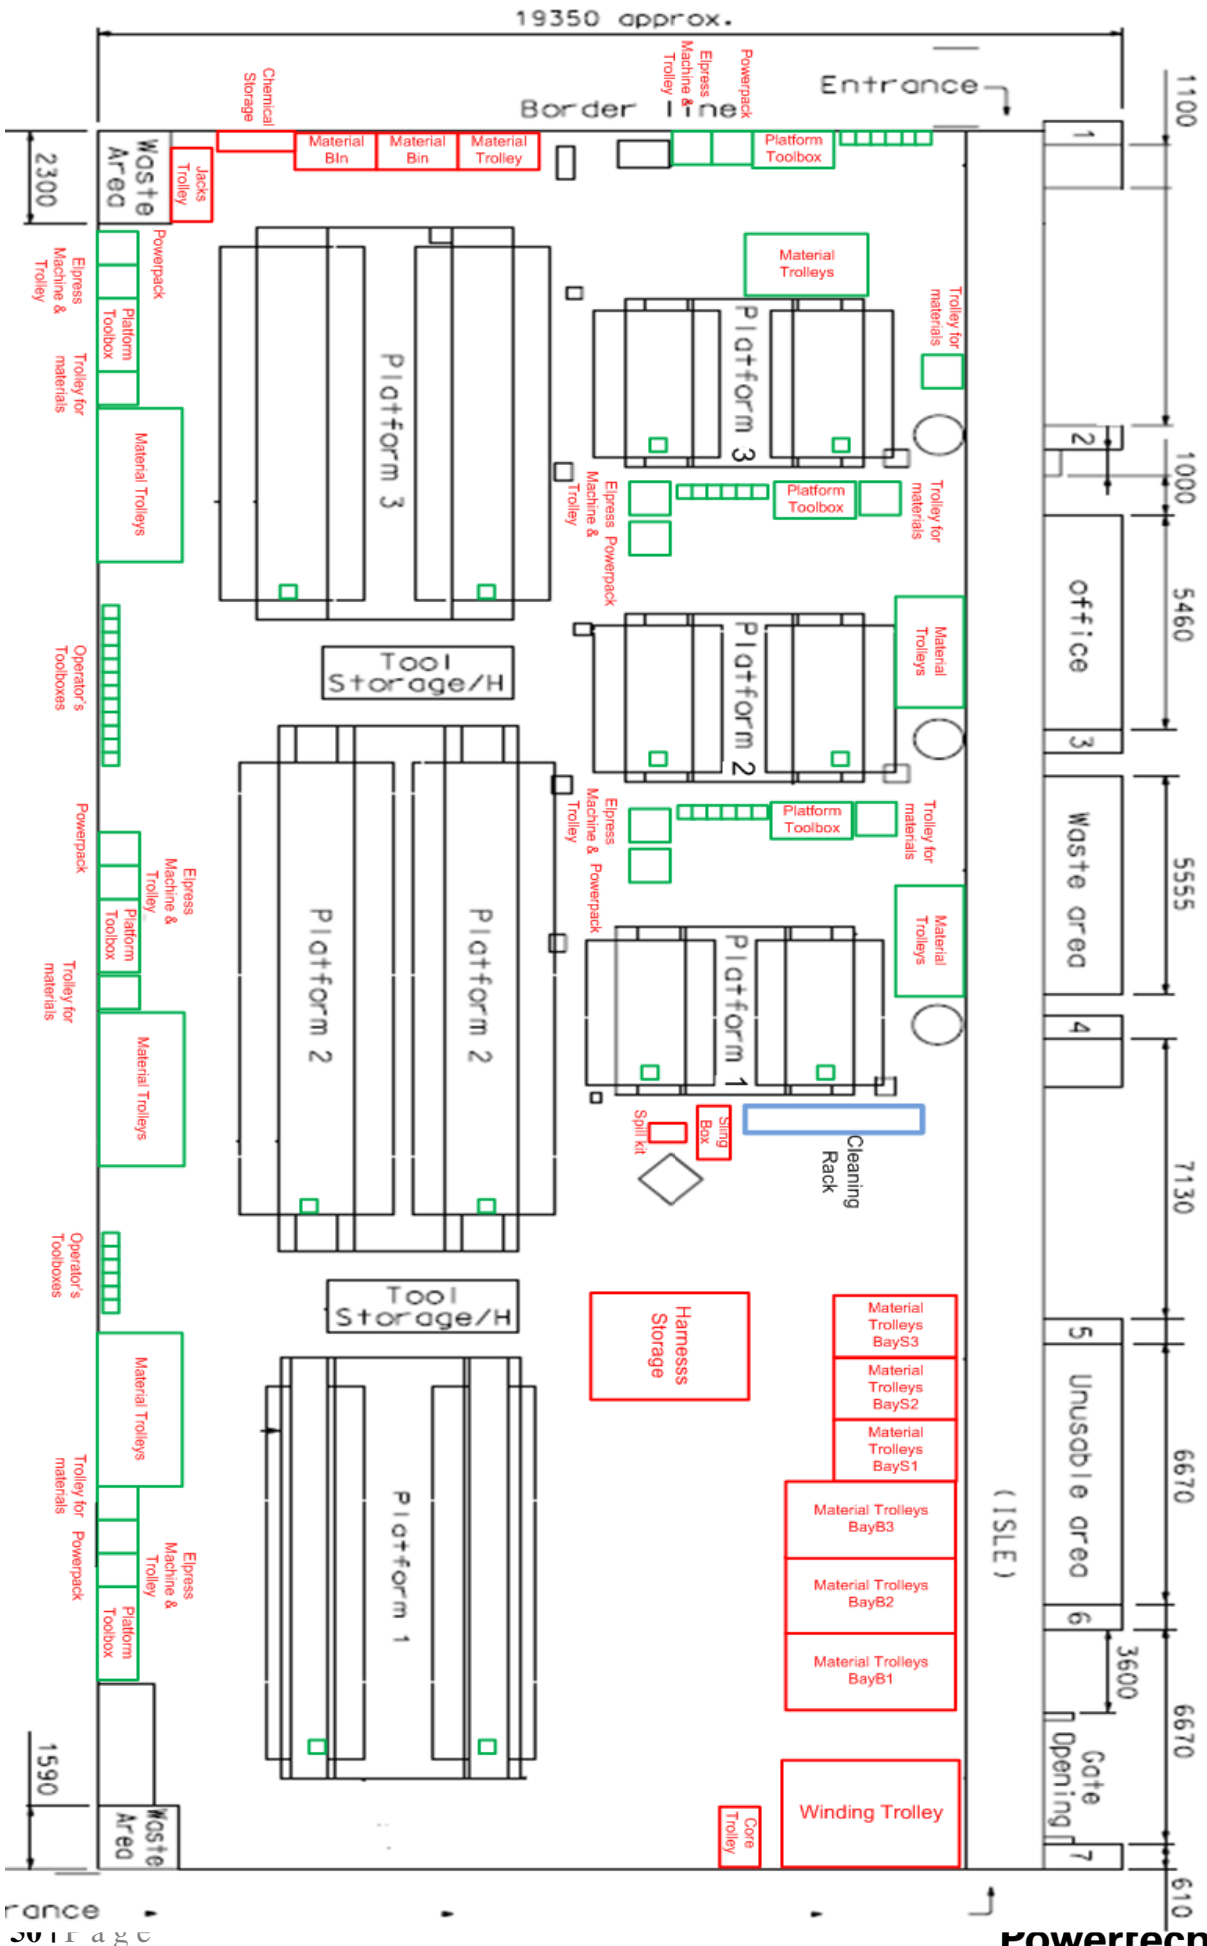 19350 approx.
Entrance
Border line
Chemical
Storage
Elpress
Machine &
Trolley
Powerpack
1100
1
Waste
Area
2300
Jacks
Trolley
Material
BIn
Material
Bin
Material
Trolley
Platform
Toolbox
Powerpack
Elpress
Machine &
Trolley
Platform
Toolbox
Trolley for
materials
Material Trolleys
Platform 3
Material
Trolleys
Platform 3
Trolley for
materials
2
1000
Elpress
Machine &
Trolley
Powerpack
Platform
Toolbox
Trolley for
materials
office
5460
Operator's
Toolboxes
Tool
Storage/H
Platform 2
Material
Trolleys
3
Powerpack
Elpress
Machine &
Trolley
Platform
Toolbox
Trolley for
materials
Material Trolleys
Platform 2
Platform 2
Elpress
Machine &
Trolley
Powerpack
Platform
Toolbox
Trolley for
materials
Waste area
5555
Material
Trolleys
Platform 1
4
Spill kit
Sling
Box
Cleaning
Rack
7130
Operator's
Toolboxes
Tool
Storage/H
Harnesss
Storage
Material
Trolleys
BayS3
Material
Trolleys
BayS2
Material
Trolleys
BayS1
5
Material Trolleys
Trolley for
materials
Powerpack
Elpress
Machine &
Trolley
Platform
Toolbox
Platform 1
Material Trolleys
BayB3
Material Trolleys
BayB2
Material Trolleys
BayB1
(ISLE)
Unusable area
6670
6
3600
6670
Gate
Opening
1590
Waste
Area
Core
Trolley
Winding Trolley
7
610
rance
30 | P a g e
PowerTech